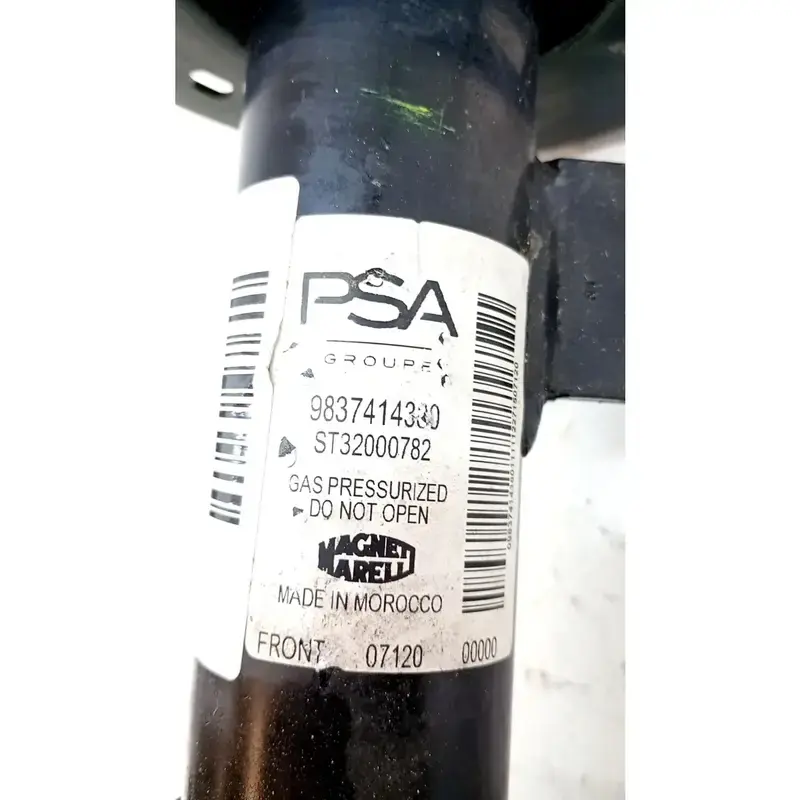 PSA
GROUPE
9837414380
ST32000782
GAS PRESSURIZED
DO NOT OPEN
MAGNETI
MARELLI
MADE IN MOROCCO
FRONT 07120 00000